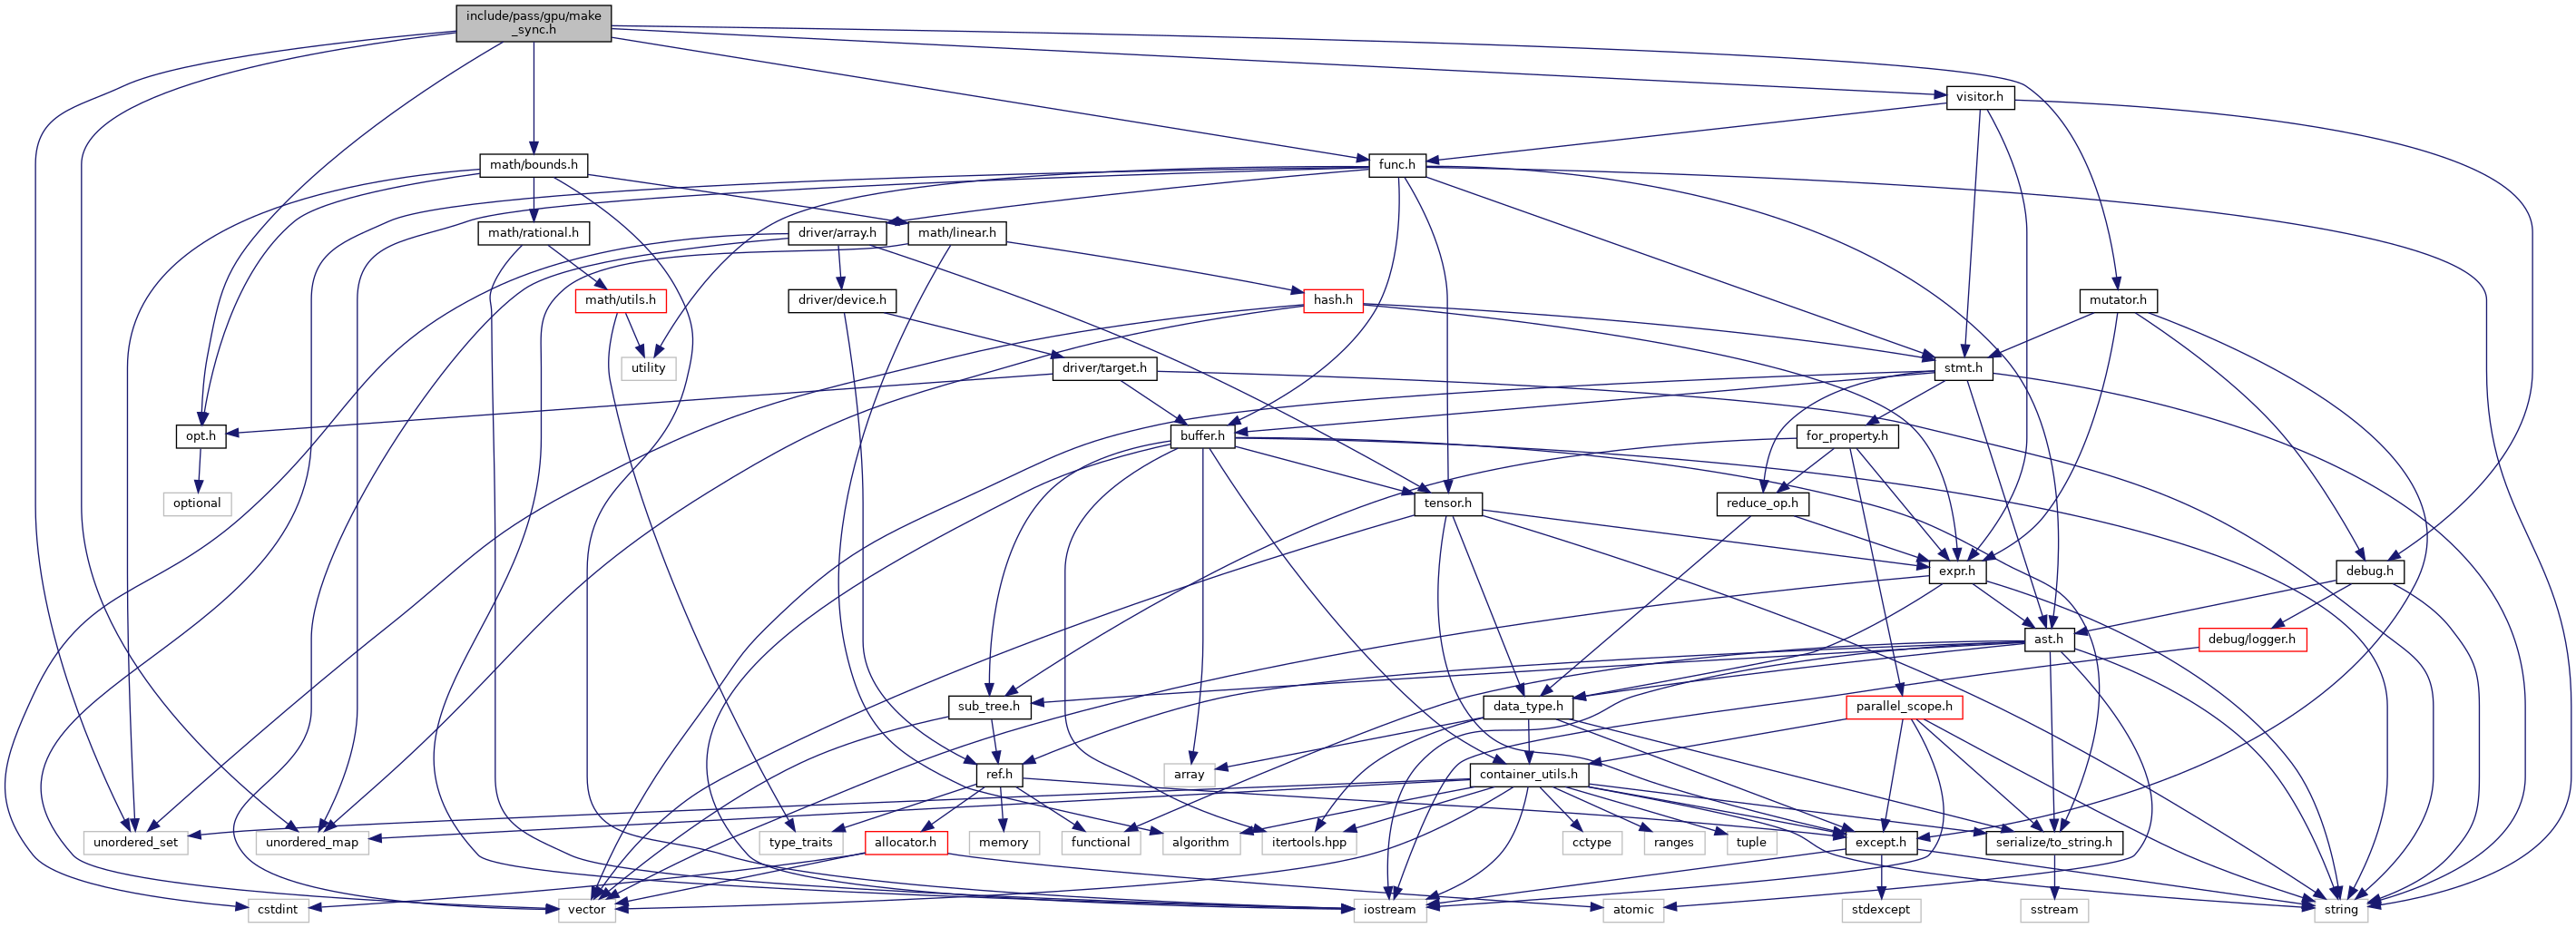 include/pass/gpu/make
_sync.h
visitor.h
math/bounds.h
func.h
math/rational.h
driver/array.h
math/linear.h
math/utils.h
driver/device.h
hash.h
mutator.h
utility
driver/target.h
stmt.h
opt.h
buffer.h
for_property.h
optional
tensor.h
reduce_op.h
expr.h
debug.h
ast.h
debug/logger.h
sub_tree.h
data_type.h
parallel_scope.h
ref.h
array
container_utils.h
unordered_set
unordered_map
type_traits
allocator.h
memory
functional
algorithm
itertools.hpp
cctype
ranges
tuple
except.h
serialize/to_string.h
cstdint
vector
iostream
atomic
stdexcept
sstream
string